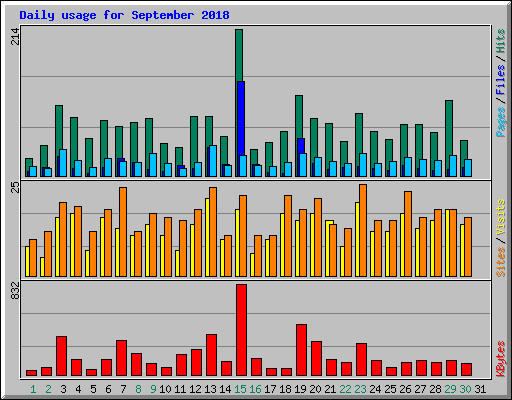 Daily usage for September 2018
214
Pages / Files / Hits
25
Sites / Visits
832
KBytes
1 2 3 4 5 6 7 8 9 10 11 12 13 14 15 16 17 18 19 20 21 22 23 24 25 26 27 28 29 30 31